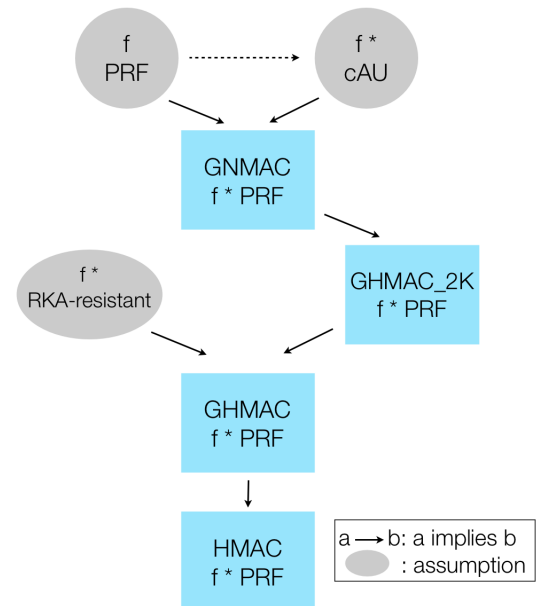 f
PRF
f *
cAU
GNMAC
f * PRF
GHMAC_2K
f * PRF
f *
RKA-resistant
GHMAC
f * PRF
HMAC
f * PRF
a → b: a implies b
: assumption